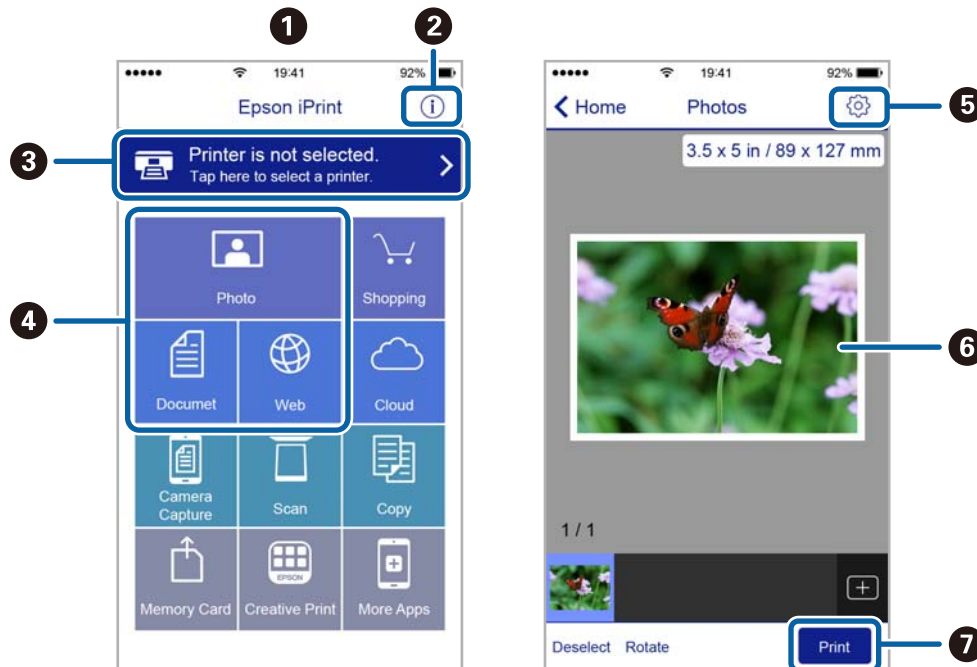 1
2
19:41
92%
Epson iPrint
3
Printer is not selected.
Tap here to select a printer.
4
Photo
Shopping
Documet
Web
Cloud
Camera
Capture
Scan
Copy
EPSON
Memory Card
Creative Print
More Apps
19:41
92%
Home
Photos
5
3.5 x 5 in / 89 x 127 mm
6
1 / 1
Deselect
Rotate
Print
7